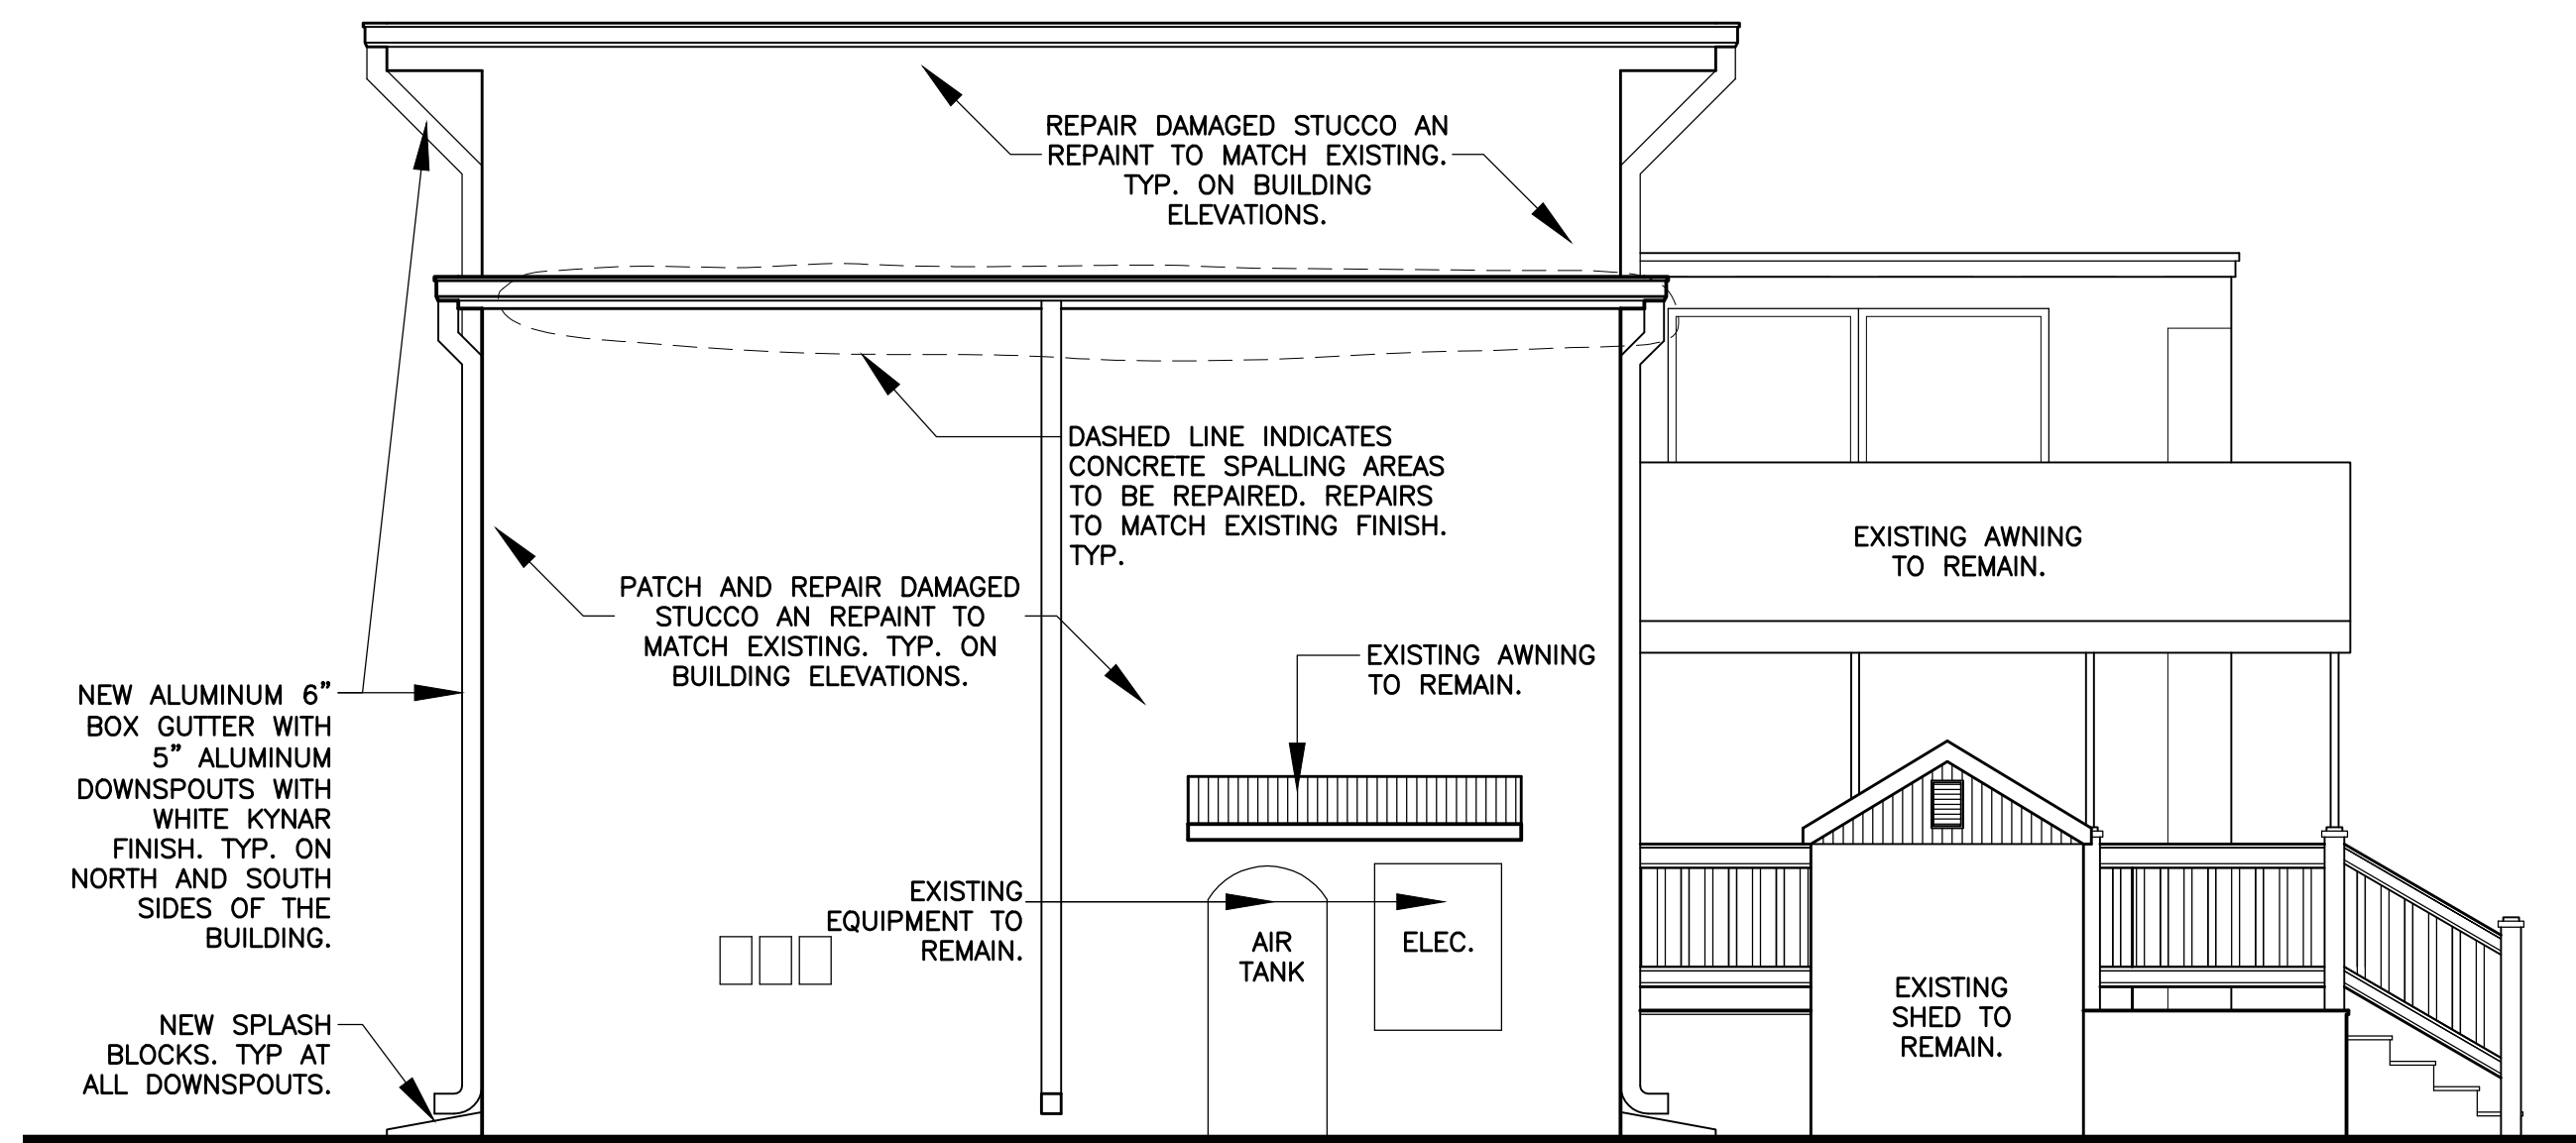 REPAIR DAMAGED STUCCO AN
REPAINT TO MATCH EXISTING.
TYP. ON BUILDING
ELEVATIONS.
DASHED LINE INDICATES
CONCRETE SPALLING AREAS
TO BE REPAIRED. REPAIRS
TO MATCH EXISTING FINISH.
TYP.
EXISTING AWNING
TO REMAIN.
PATCH AND REPAIR DAMAGED
STUCCO AN REPAINT TO
MATCH EXISTING. TYP. ON
BUILDING ELEVATIONS.
EXISTING AWNING
TO REMAIN.
NEW ALUMINUM 6”
BOX GUTTER WITH
5” ALUMINUM
DOWNSPOUTS WITH
WHITE KYNAR
FINISH. TYP. ON
NORTH AND SOUTH
SIDES OF THE
BUILDING.
EXISTING
EQUIPMENT TO
REMAIN.
AIR
TANK
ELEC.
EXISTING
SHED TO
REMAIN.
NEW SPLASH
BLOCKS. TYP AT
ALL DOWNSPOUTS.